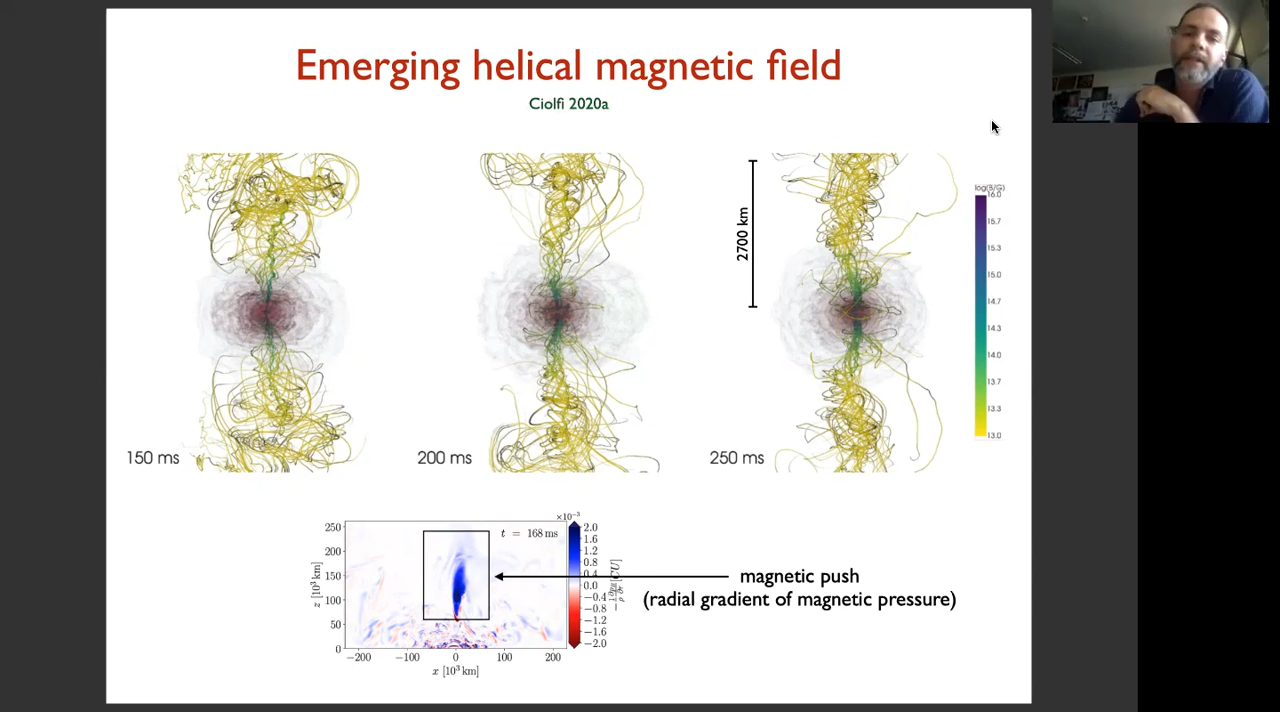 Emerging helical magnetic field
Ciolfi 2020a
2700 km
log(B/G)
16.0
15.7
15.3
15.0
14.7
14.3
14.0
13.7
13.3
13.0
150 ms
200 ms
250 ms
×10⁻³
t = 168 ms
250
200
150
100
50
0
z [10³ km]
2.0
1.6
1.2
0.8
0.4
0.0
−0.4
−0.8
−1.2
−1.6
−2.0
−200
−100
0
100
200
x [10³ km]
magnetic push
(radial gradient of magnetic pressure)